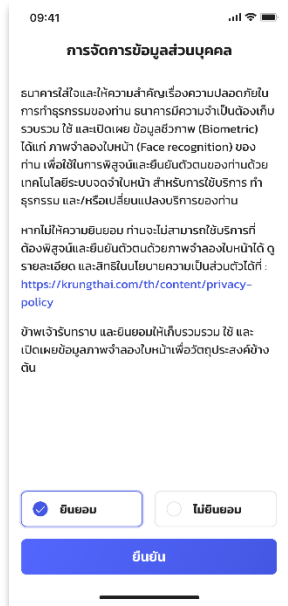 09:41
การจัดการข้อมูลส่วนบุคคล
ธนาคารใส่ใจและให้ความสำคัญเรื่องความปลอดภัยใน
การทำธุรกรรมของท่าน ธนาคารมีความจำเป็นต้องเก็บ
รวบรวม ใช้ และเปิดเผย ข้อมูลชีวภาพ (Biometric)
ได้แก่ ภาพจำลองใบหน้า (Face recognition) ของ
ท่าน เพื่อใช้ในการพิสูจน์และยืนยันตัวตนของท่านด้วย
เทคโนโลยีระบบจดจำใบหน้า สำหรับการใช้บริการ ทำ
ธุรกรรม และ/หรือเปลี่ยนแปลงบริการของท่าน
หากไม่ให้ความยินยอม ท่านจะไม่สามารถใช้บริการที่
ต้องพิสูจน์และยืนยันตัวตนด้วยภาพจำลองใบหน้าได้ ดู
รายละเอียด และสิทธิในนโยบายความเป็นส่วนตัวได้ที่ :
https://krungthai.com/th/content/privacy-
policy
ข้าพเจ้ารับทราบ และยินยอมให้เก็บรวบรวม ใช้ และ
เปิดเผยข้อมูลภาพจำลองใบหน้าเพื่อวัตถุประสงค์ข้าง
ต้น
ยินยอม
ไม่ยินยอม
ยืนยัน